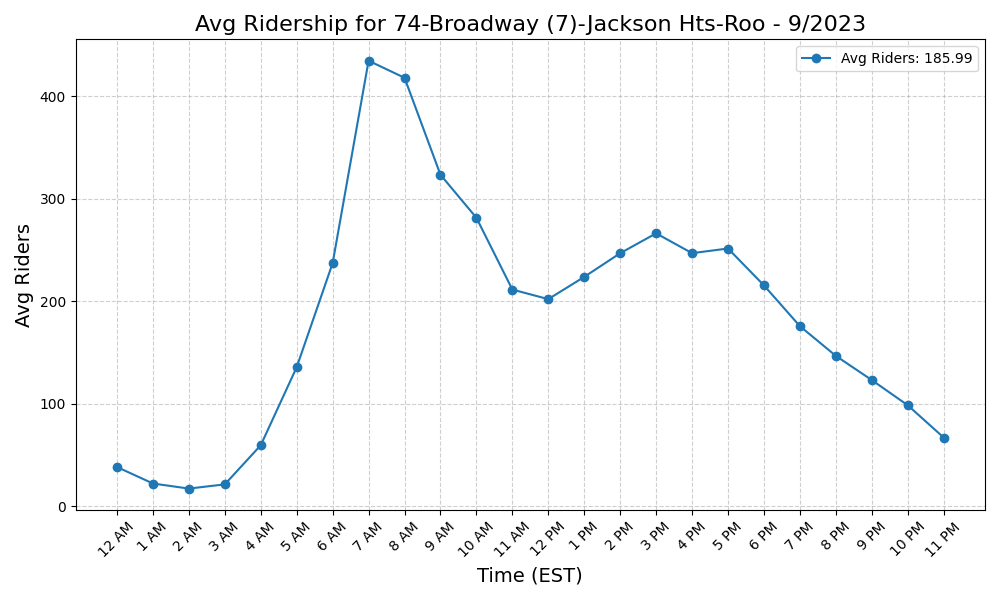 Avg Ridership for 74-Broadway (7)-Jackson Hts-Roo - 9/2023
Avg Riders: 185.99
Avg Riders
400
300
200
100
0
12 AM
1 AM
2 AM
3 AM
4 AM
5 AM
6 AM
7 AM
8 AM
9 AM
10 AM
11 AM
12 PM
1 PM
2 PM
3 PM
4 PM
5 PM
6 PM
7 PM
8 PM
9 PM
10 PM
11 PM
Time (EST)